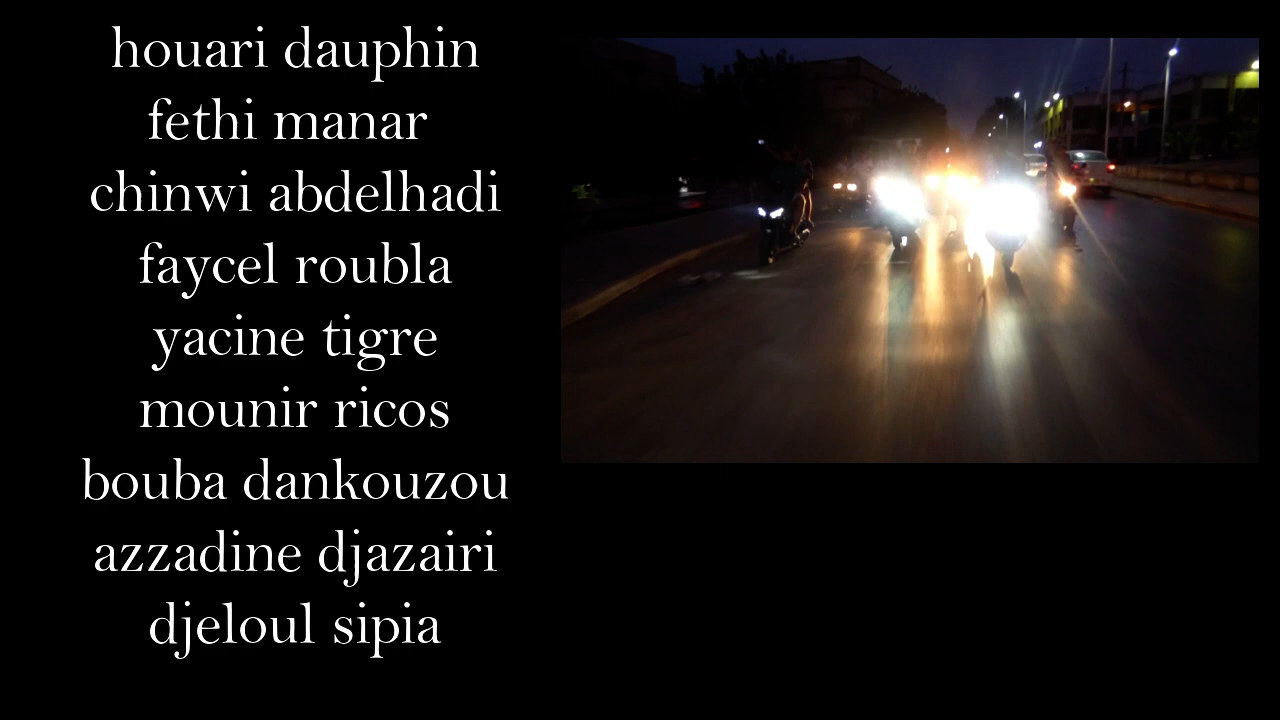 houari dauphin
fethi manar
chinwi abdelhadi
faycel roubla
yacine tigre
mounir ricos
bouba dankouzou
azzadine djazairi
djeloul sipia